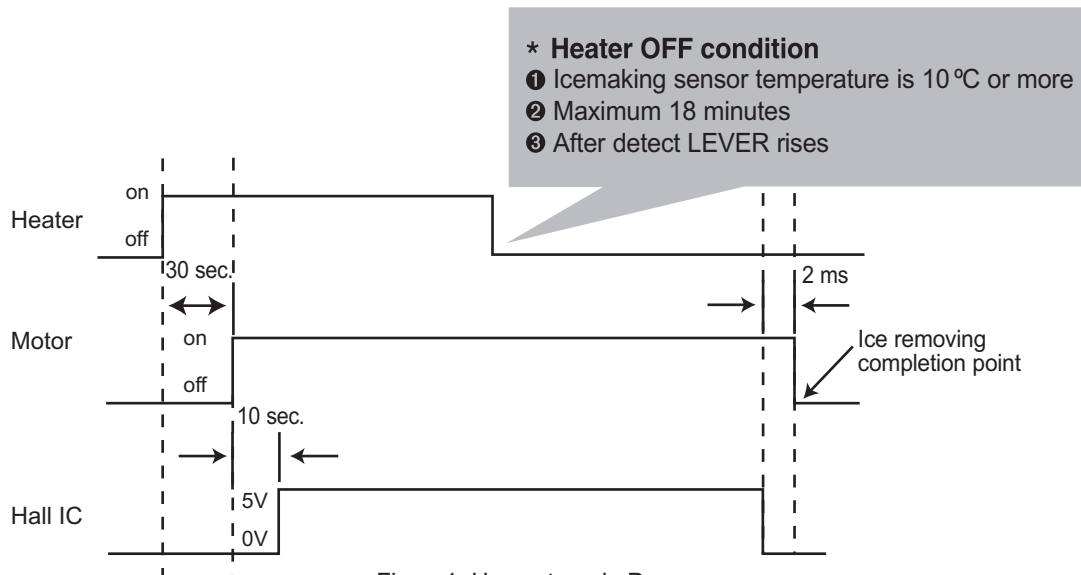 * Heater OFF condition
❶ Icemaking sensor temperature is 10 ºC or more
❷ Maximum 18 minutes
❸ After detect LEVER rises
on
Heater
off
30 sec.
2 ms
Motor
on
off
Ice removing
completion point
10 sec.
5V
Hall IC
0V